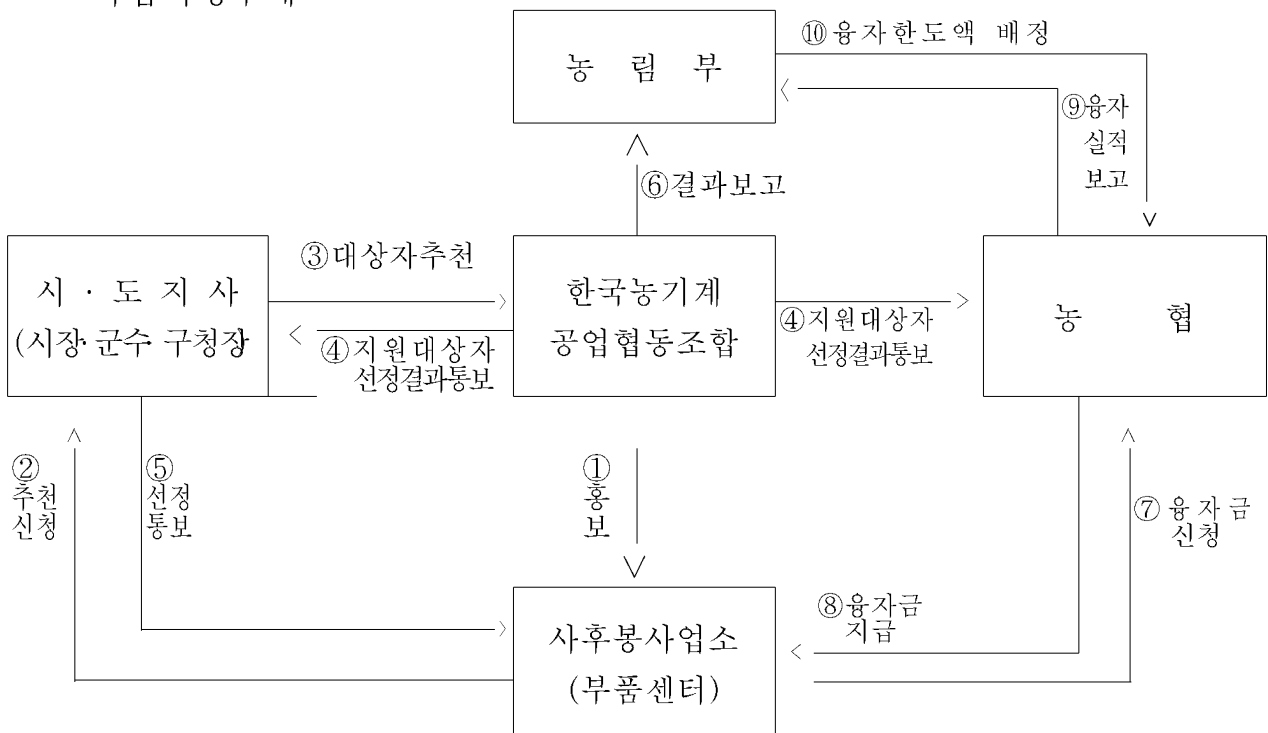 ⑩융자한도액 배정
농 림 부
⑨융자
실적
보고
⑥결과보고
③대상자추천
시 · 도 지 사
(시장·군수·구청장)
한국농기계
공업협동조합
농 협
④지원대상자
선정결과통보
④지원대상자
선정결과통보
②
추천
신청
⑤
선정
통보
①
홍
보
⑦융자금
신청
⑧융자금
지급
사후봉사업소
(부품센터)